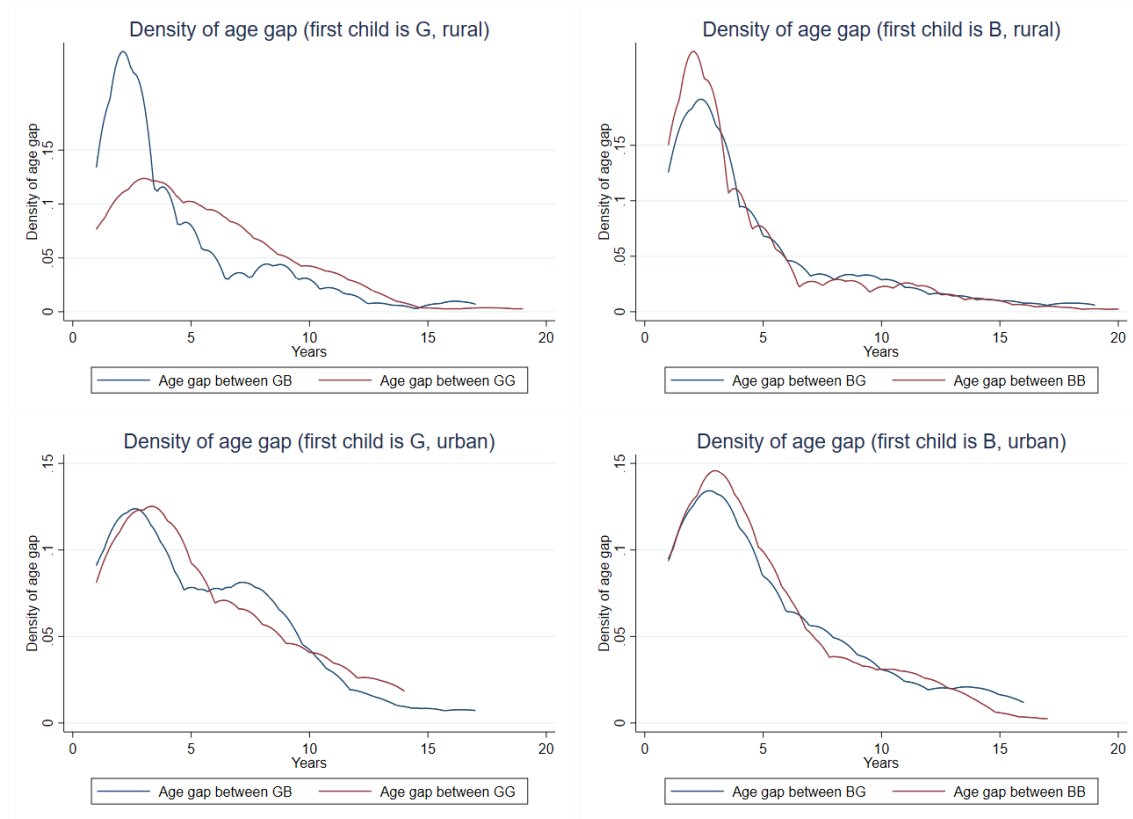 Density of age gap (first child is G, rural)
Density of age gap
0 .05 .1 .15
0 5 10 15 20
Years
Age gap between GB Age gap between GG
Density of age gap (first child is B, rural)
Density of age gap
0 .05 .1 .15
0 5 10 15 20
Years
Age gap between BG Age gap between BB
Density of age gap (first child is G, urban)
Density of age gap
0 .05 .1 .15
0 5 10 15 20
Years
Age gap between GB Age gap between GG
Density of age gap (first child is B, urban)
Density of age gap
0 .05 .1 .15
0 5 10 15 20
Years
Age gap between BG Age gap between BB